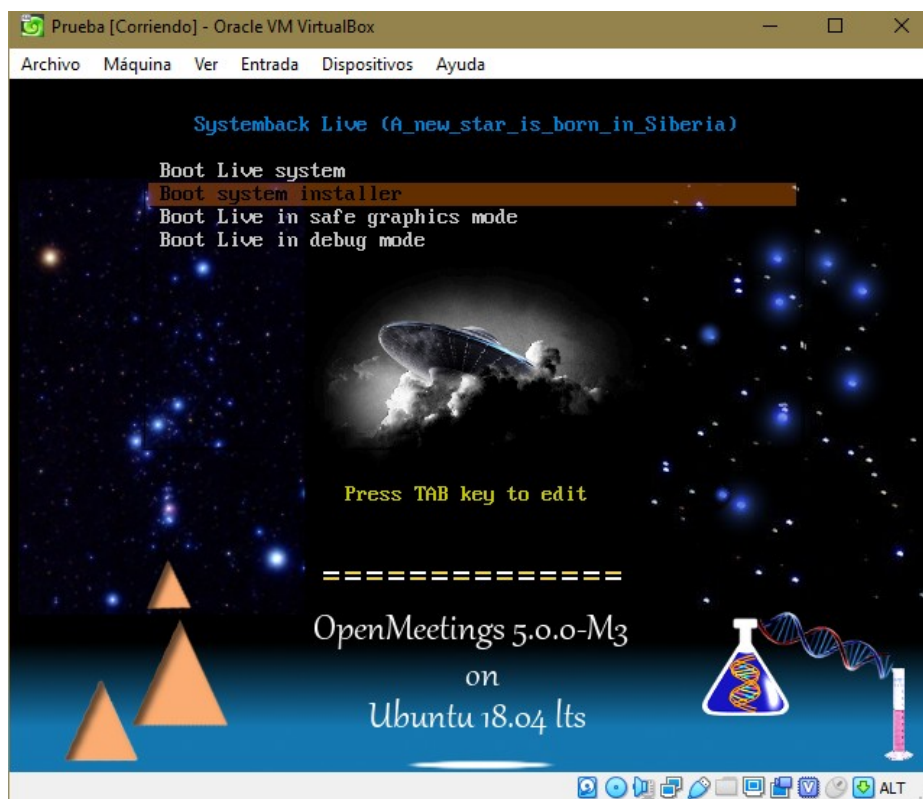 Prueba [Corriendo] - Oracle VM VirtualBox
Archivo Máquina Ver Entrada Dispositivos Ayuda
Systemback Live (A_new_star_is_born_in_Siberia)
Boot Live system
Boot system installer
Boot Live in safe graphics mode
Boot Live in debug mode
Press TAB key to edit
==============
OpenMeetings 5.0.0-M3
on
Ubuntu 18.04 lts
ALT